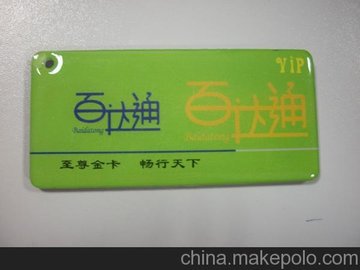 ViP
百达通 百达通
Baidatong Baidatong
至尊金卡 畅行天下
china.makepolo.com